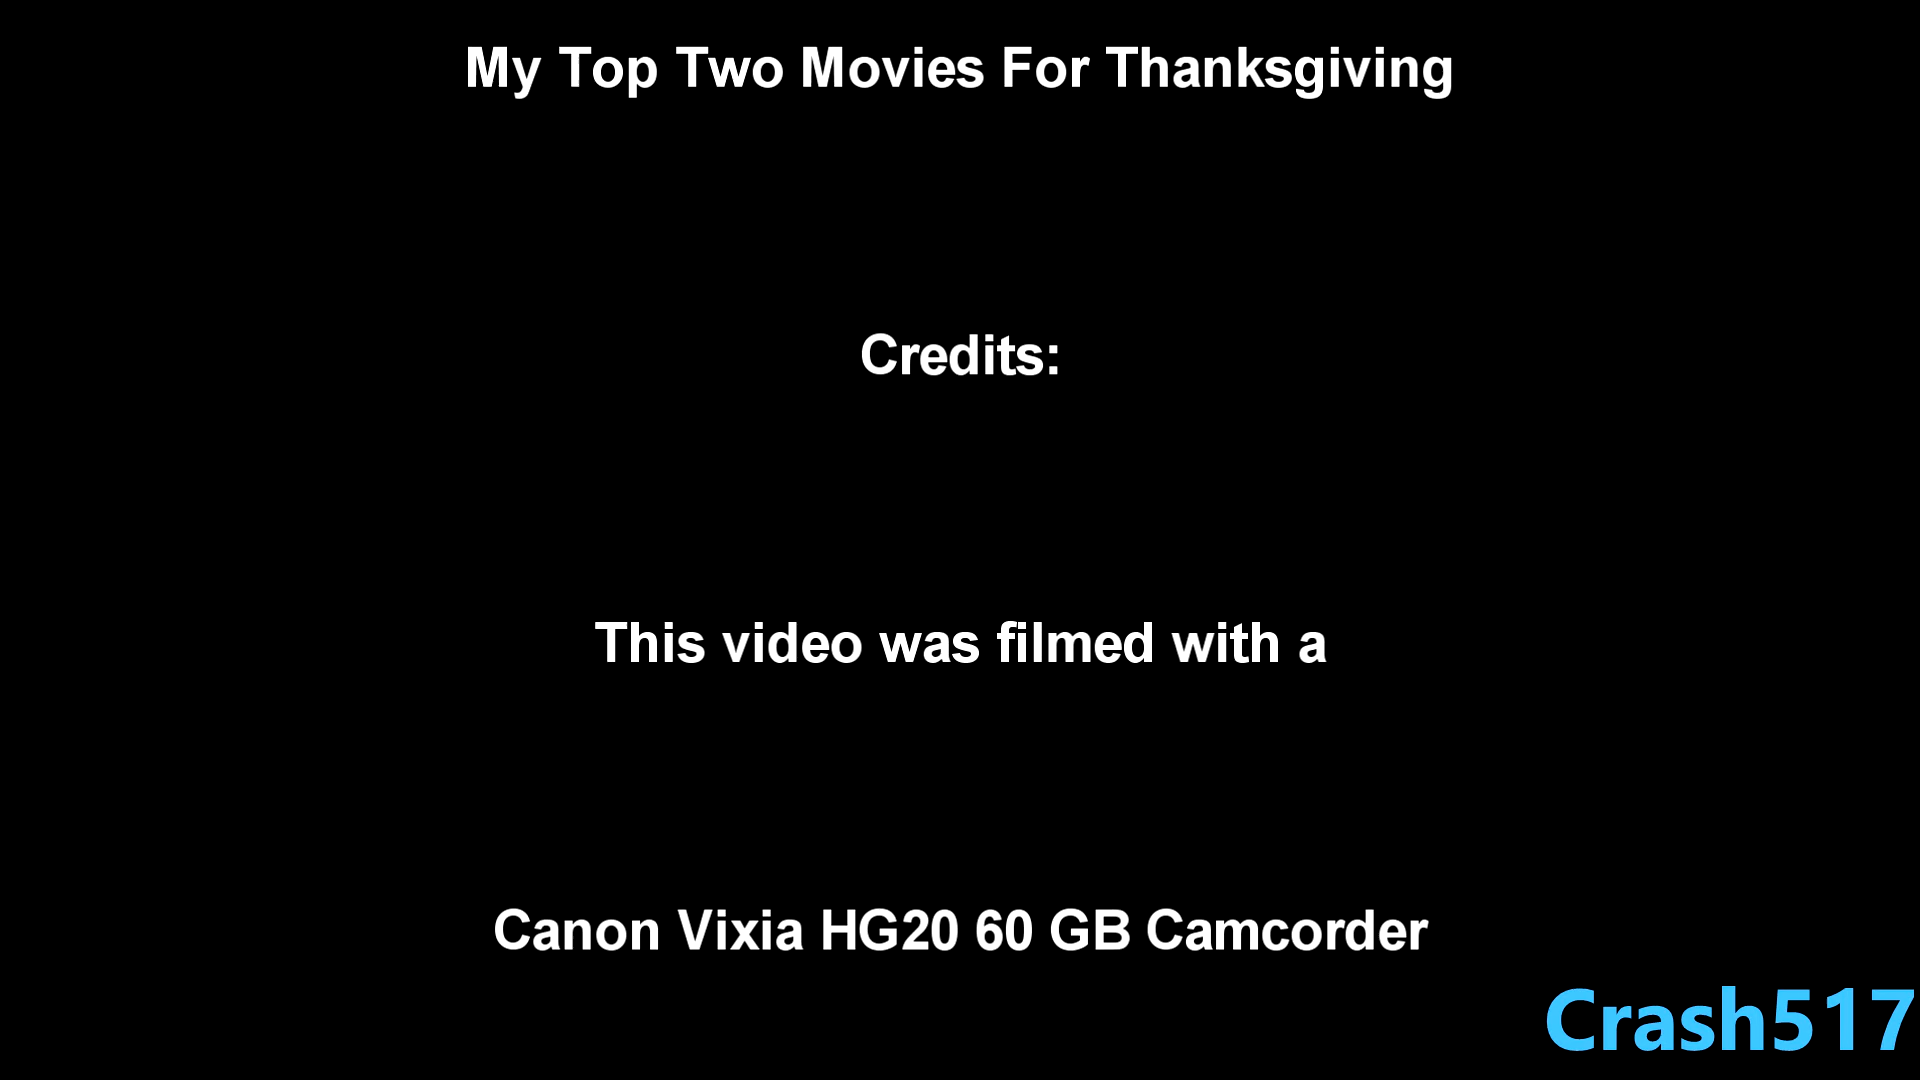 My Top Two Movies For Thanksgiving
Credits:
This video was filmed with a
Canon Vixia HG20 60 GB Camcorder
Crash517